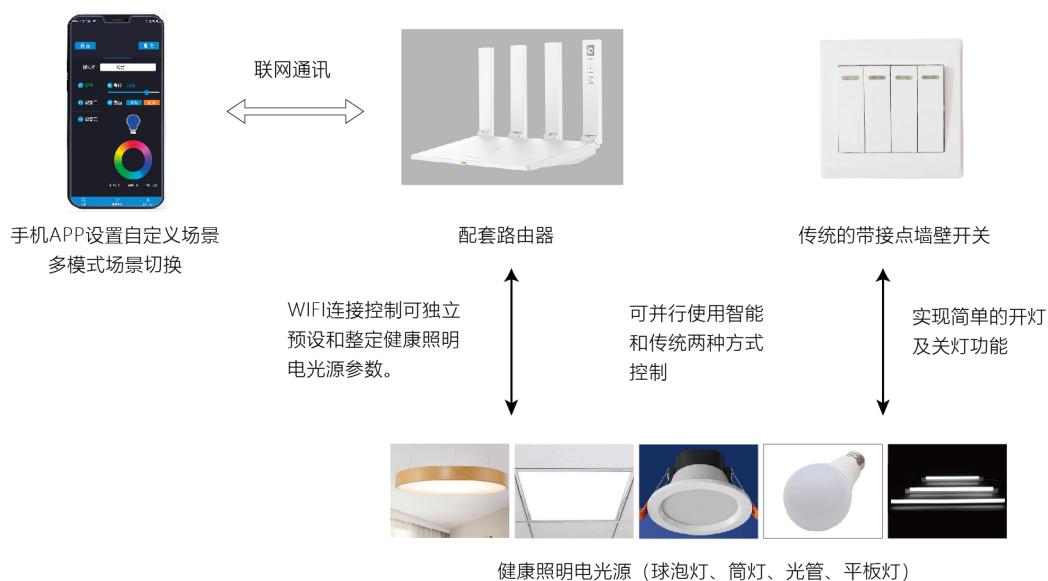 联网通讯
手机APP设置自定义场景
多模式场景切换
配套路由器
传统的带接点墙壁开关
WIFI连接控制可独立
预设和整定健康照明
电光源参数。
可并行使用智能
和传统两种方式
控制
实现简单的开灯
及关灯功能
健康照明电光源（球泡灯、筒灯、光管、平板灯）